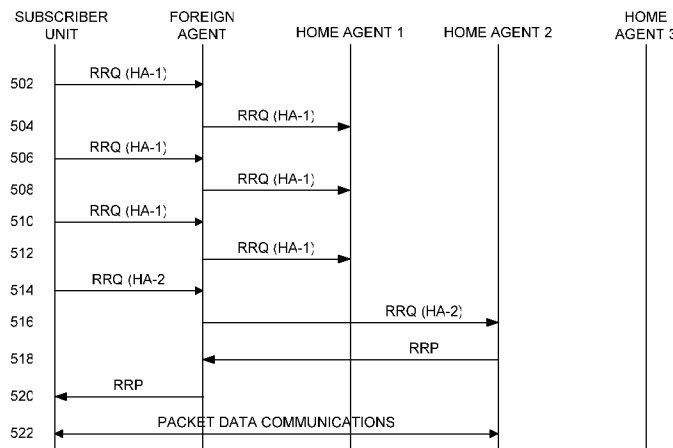 SUBSCRIBER
UNIT
FOREIGN
AGENT
HOME AGENT 1
HOME AGENT 2
HOME
AGENT 3
502
RRQ (HA-1)
504
RRQ (HA-1)
506
RRQ (HA-1)
508
RRQ (HA-1)
510
RRQ (HA-1)
512
RRQ (HA-1)
514
RRQ (HA-2
516
RRQ (HA-2)
518
RRP
520
RRP
522
PACKET DATA COMMUNICATIONS